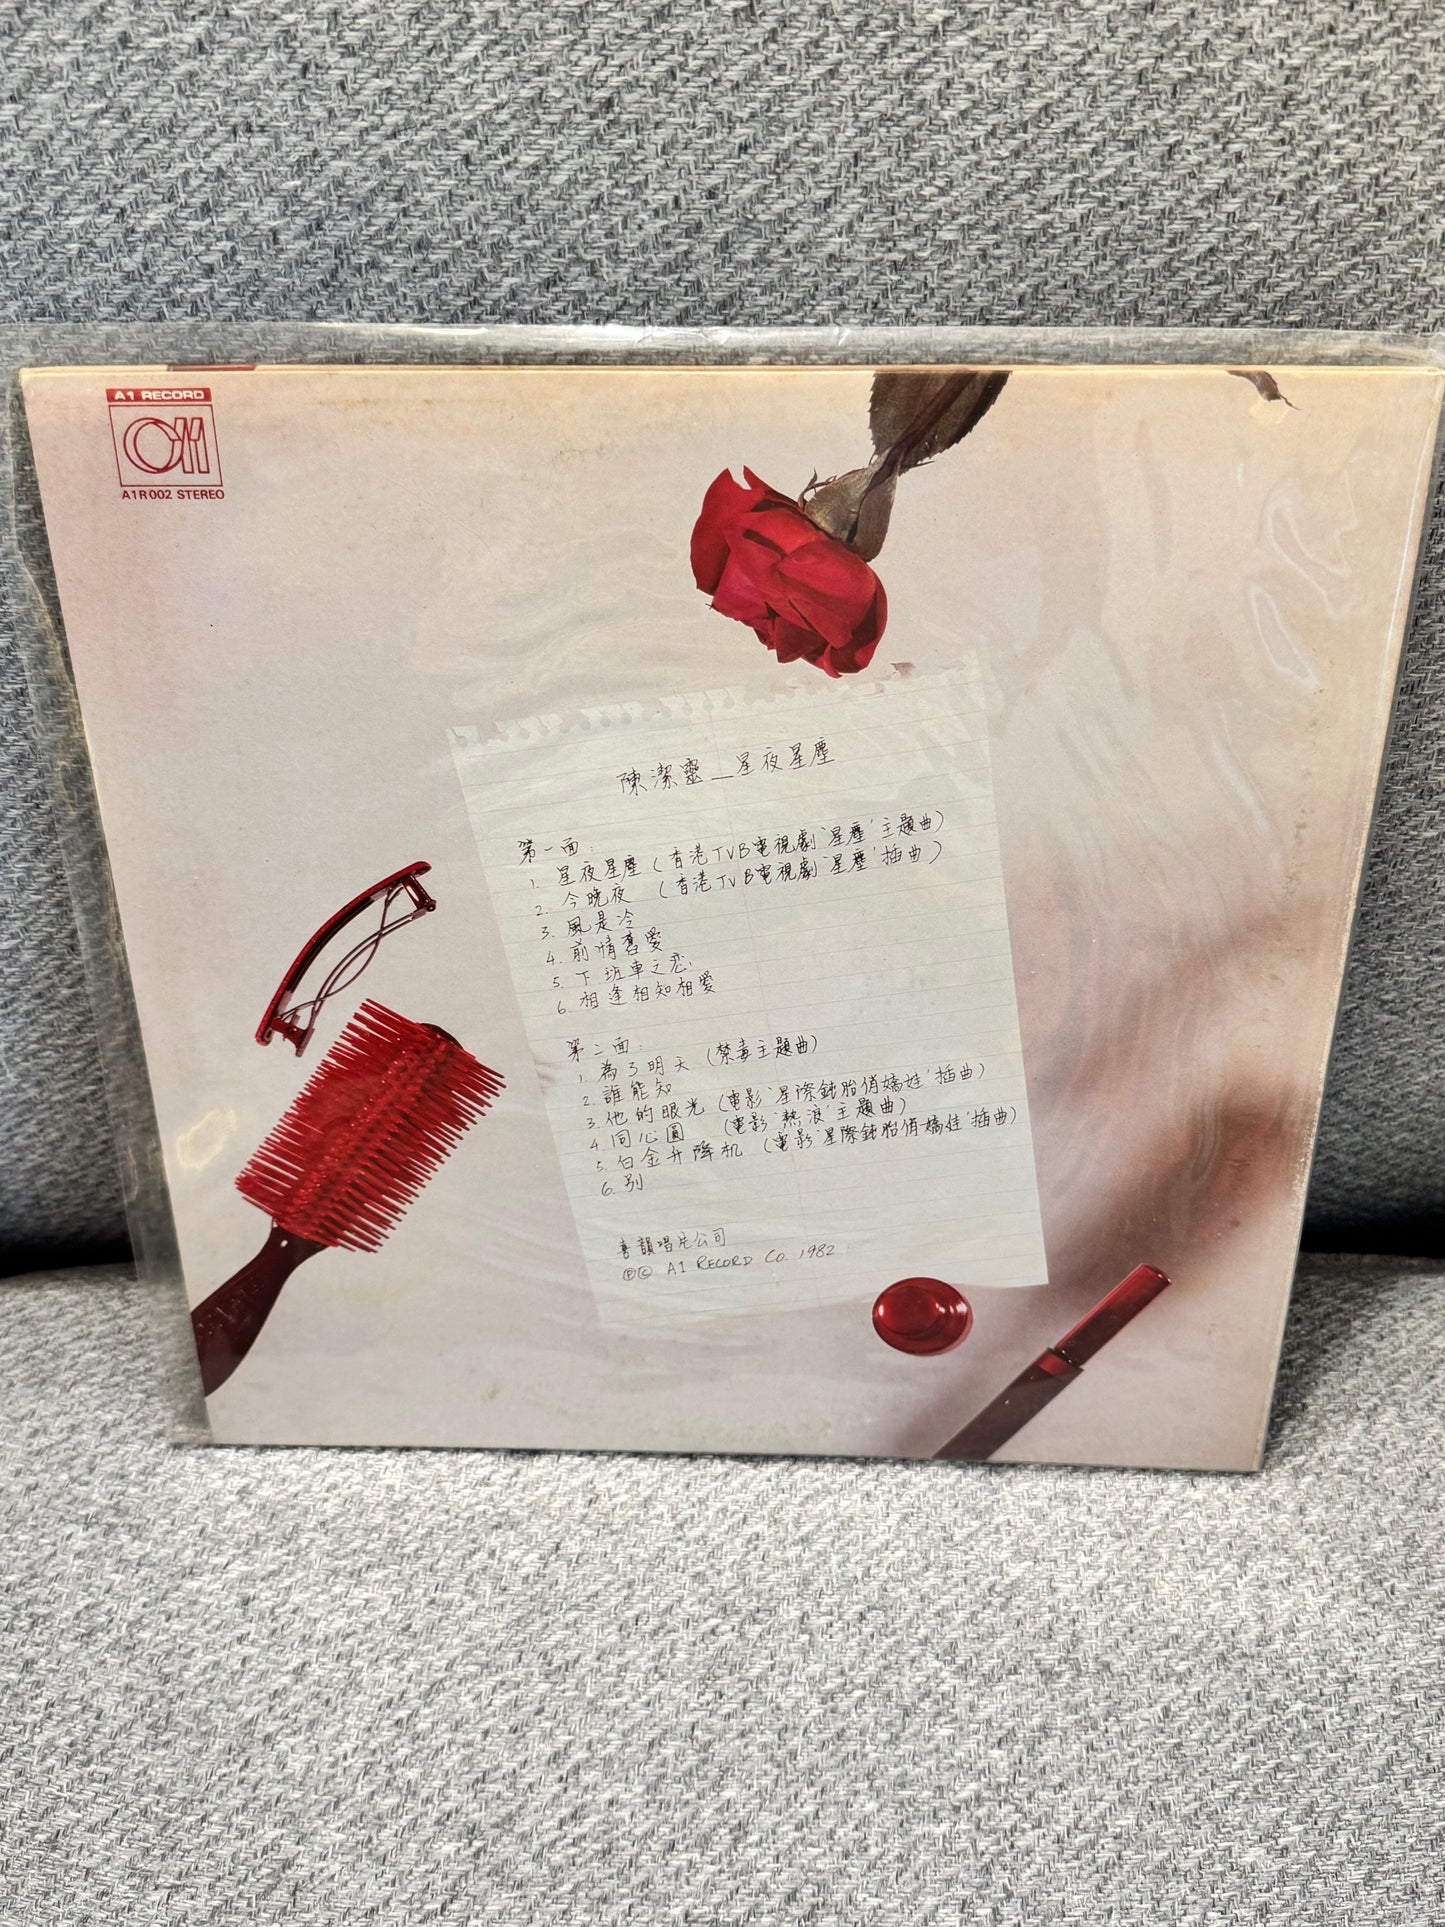 A1 RECORD
A1R002 STEREO
陳潔靈—星夜星塵
第一面:
1. 星夜星塵 (香港TVB電視劇‘星塵’主題曲)
2. 今晚夜 (香港TVB電視劇‘星塵’插曲)
3. 風是冷
4. 前情舊愛
5. 下班車之恋
6. 相逢相知相愛
第二面:
1. 為了明天 (禁毒主題曲)
2. 誰能知
3. 他的眼光 (電影‘星際鈍胎俏嬌娃’插曲)
4. 同心圓 (電影‘熱浪’主題曲)
5. 白金升降机 (電影‘星際鈍胎俏嬌娃’插曲)
6. 别
喜韻唱片公司
Ⓟ© A1 RECORD CO. 1982